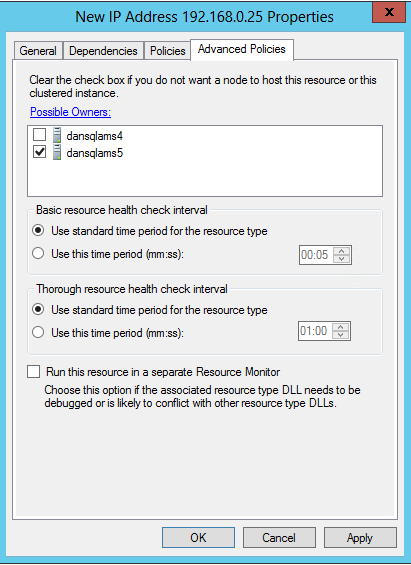 New IP Address 192.168.0.25 Properties
x
General Dependencies Policies Advanced Policies
Clear the check box if you do not want a node to host this resource or this
clustered instance.
Possible Owners:
dansqlams4
dansqlams5
Basic resource health check interval
Use standard time period for the resource type
Use this time period (mm:ss): 00:05
Thorough resource health check interval
Use standard time period for the resource type
Use this time period (mm:ss): 01:00
Run this resource in a separate Resource Monitor
Choose this option if the associated resource type DLL needs to be
debugged or is likely to conflict with other resource type DLLs.
OK Cancel Apply